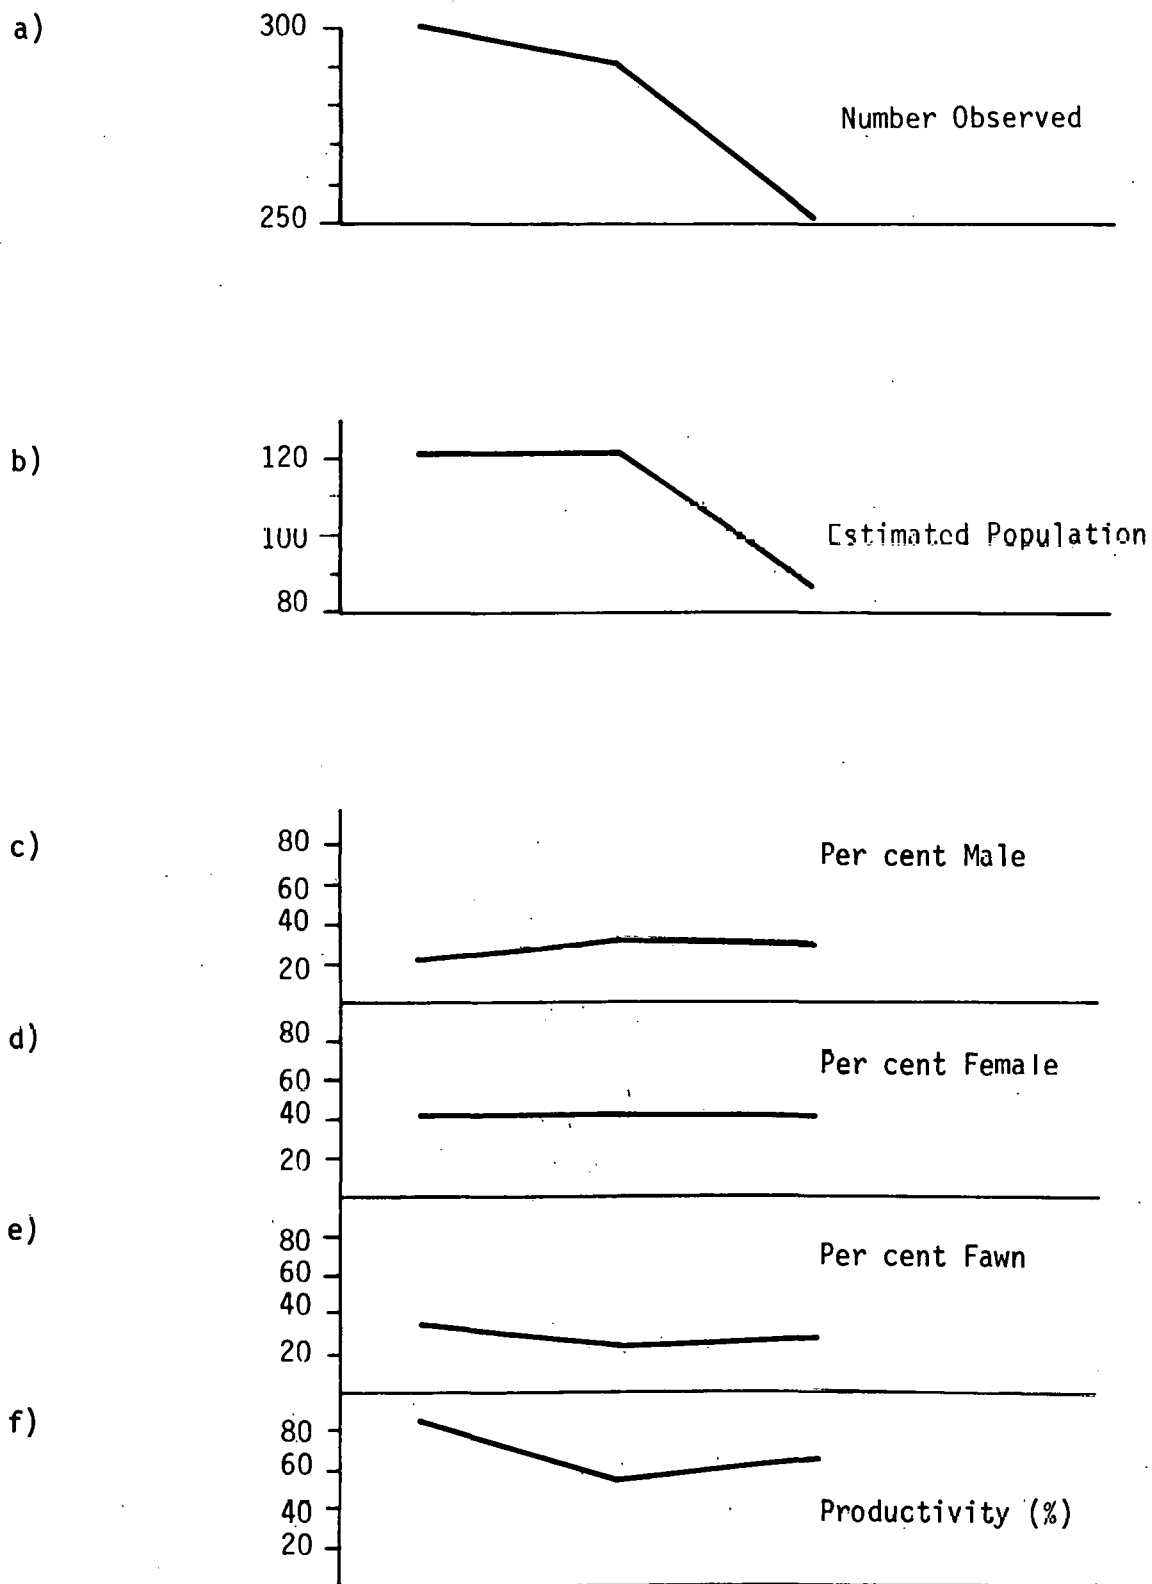 a)
300
250
Number Observed
b)
120
100
80
Estimated Population
c)
80
60
40
20
Per cent Male
d)
80
60
40
20
Per cent Female
e)
80
60
40
20
Per cent Fawn
f)
80
60
40
20
Productivity (%)